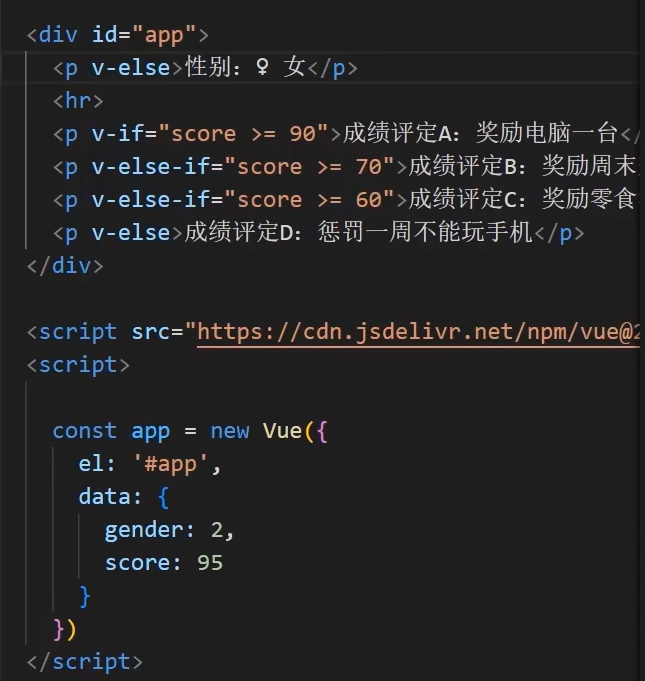 <div id="app">
<p v-else>性别：♀ 女</p>
<hr>
<p v-if="score >= 90">成绩评定A：奖励电脑一台</
<p v-else-if="score >= 70">成绩评定B：奖励周末
<p v-else-if="score >= 60">成绩评定C：奖励零食
<p v-else>成绩评定D：惩罚一周不能玩手机</p>
</div>
<script src="https://cdn.jsdelivr.net/npm/vue@2
<script>
const app = new Vue({
el: '#app',
data: {
gender: 2,
score: 95
}
})
</script>